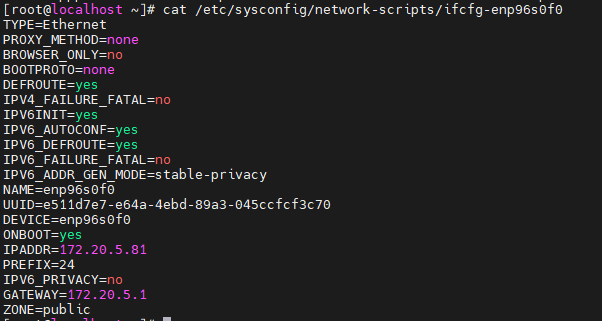 [root@localhost ~]# cat /etc/sysconfig/network-scripts/ifcfg-enp96s0f0
TYPE=Ethernet
PROXY_METHOD=none
BROWSER_ONLY=no
BOOTPROTO=none
DEFROUTE=yes
IPV4_FAILURE_FATAL=no
IPV6INIT=yes
IPV6_AUTOCONF=yes
IPV6_DEFROUTE=yes
IPV6_FAILURE_FATAL=no
IPV6_ADDR_GEN_MODE=stable-privacy
NAME=enp96s0f0
UUID=e511d7e7-e64a-4ebd-89a3-045ccfcf3c70
DEVICE=enp96s0f0
ONBOOT=yes
IPADDR=172.20.5.81
PREFIX=24
IPV6_PRIVACY=no
GATEWAY=172.20.5.1
ZONE=public
[root@localhost ~]#